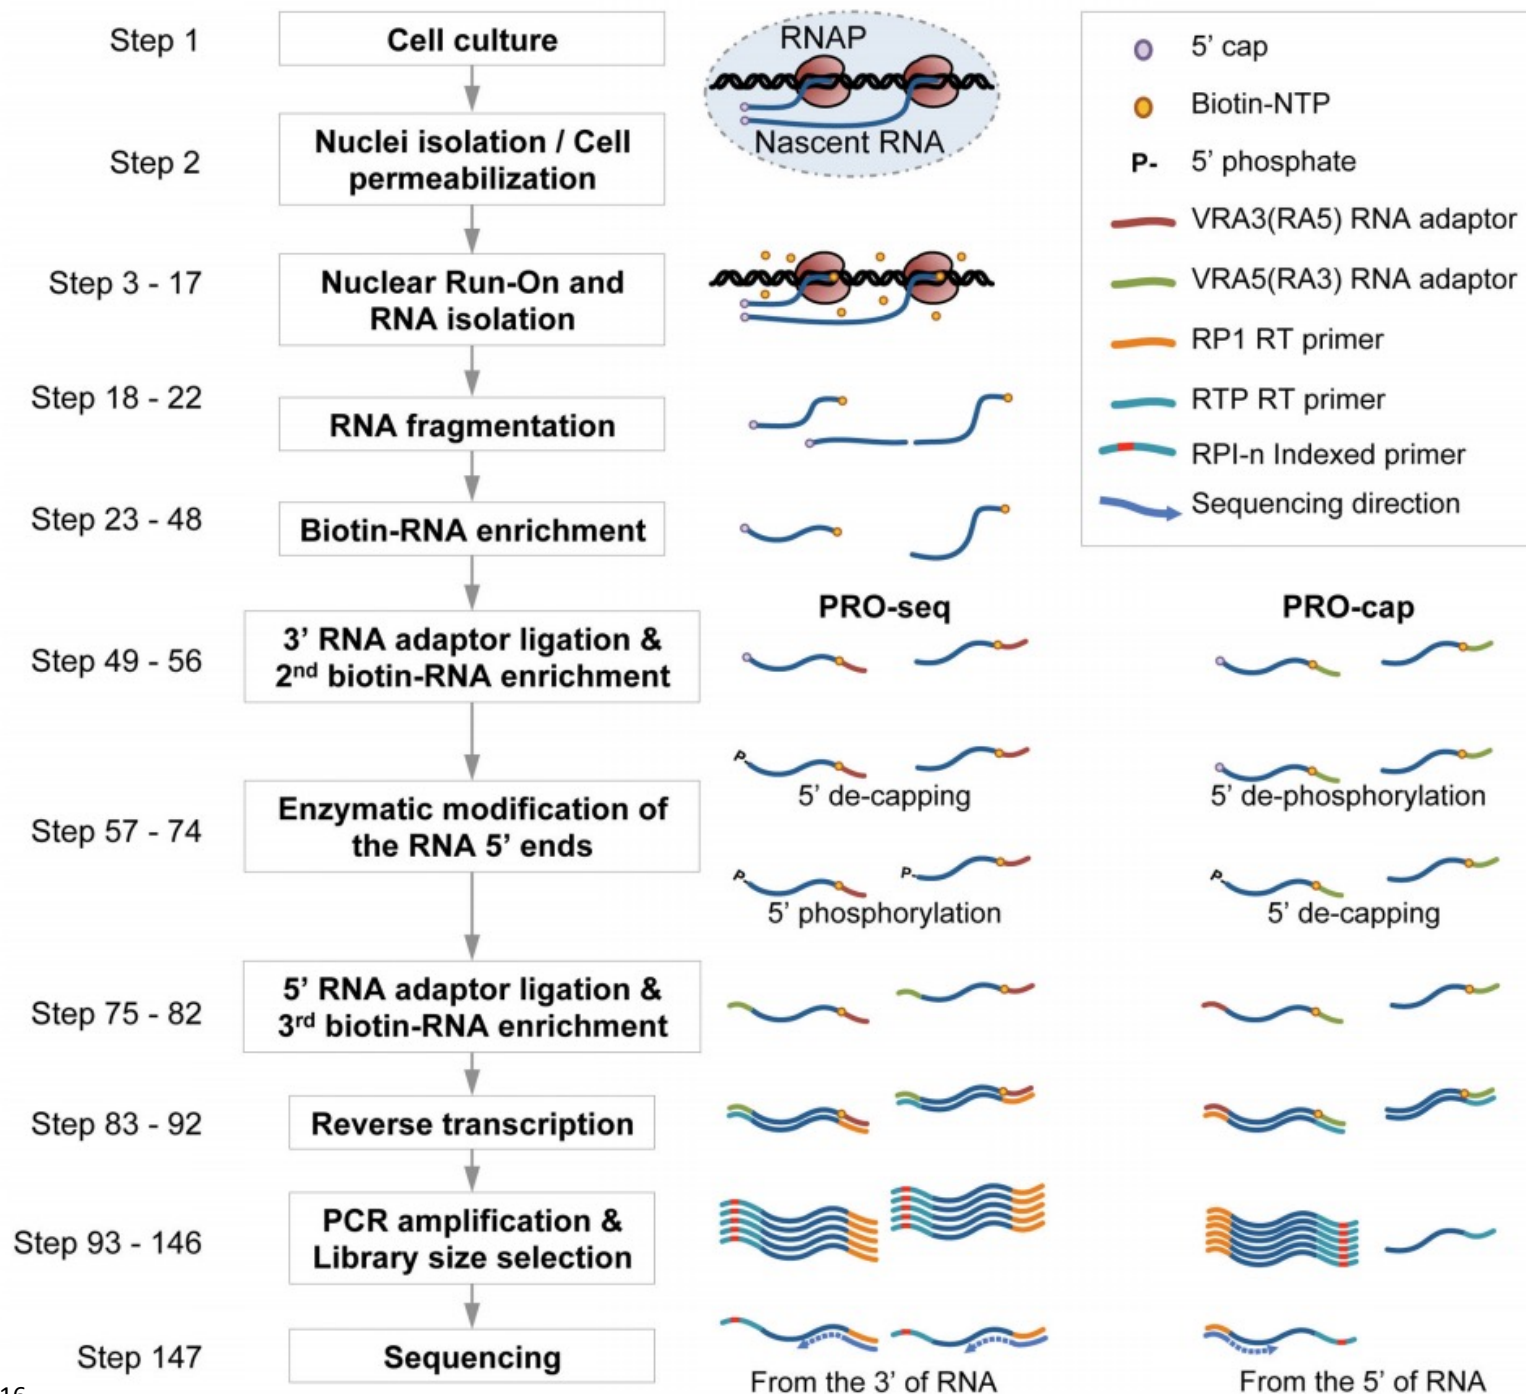 Step 1
Cell culture
RNAP
Nascent RNA
Step 2
Nuclei isolation / Cell
permeabilization
Step 3 - 17
Nuclear Run-On and
RNA isolation
Step 18 - 22
RNA fragmentation
Step 23 - 48
Biotin-RNA enrichment
5’ cap
Biotin-NTP
P- 5’ phosphate
VRA3(RA5) RNA adaptor
VRA5(RA3) RNA adaptor
RP1 RT primer
RTP RT primer
RPI-n Indexed primer
Sequencing direction
PRO-seq
PRO-cap
Step 49 - 56
3’ RNA adaptor ligation &
2nd biotin-RNA enrichment
Step 57 - 74
Enzymatic modification of
the RNA 5’ ends
P-
5’ de-capping
5’ de-phosphorylation
P-
P-
5’ phosphorylation
P-
5’ de-capping
Step 75 - 82
5’ RNA adaptor ligation &
3rd biotin-RNA enrichment
Step 83 - 92
Reverse transcription
Step 93 - 146
PCR amplification &
Library size selection
Step 147
Sequencing
From the 3’ of RNA
From the 5’ of RNA